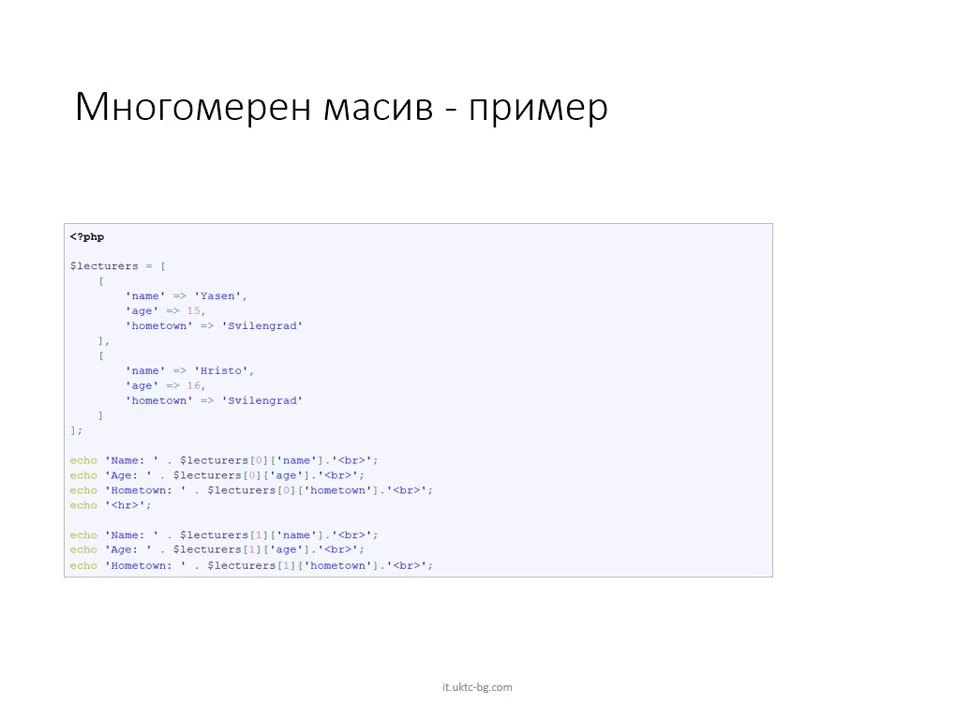 Многомерен масив - пример
<?php
$lecturers = [
    [
        'name' => 'Yasen',
        'age' => 15,
        'hometown' => 'Svilengrad'
    ],
    [
        'name' => 'Hristo',
        'age' => 16,
        'hometown' => 'Svilengrad'
    ]
];
echo 'Name: ' . $lecturers[0]['name'].'<br>';
echo 'Age: ' . $lecturers[0]['age'].'<br>';
echo 'Hometown: ' . $lecturers[0]['hometown'].'<br>';
echo '<hr>';
echo 'Name: ' . $lecturers[1]['name'].'<br>';
echo 'Age: ' . $lecturers[1]['age'].'<br>';
echo 'Hometown: ' . $lecturers[1]['hometown'].'<br>';
it.uktc-bg.com